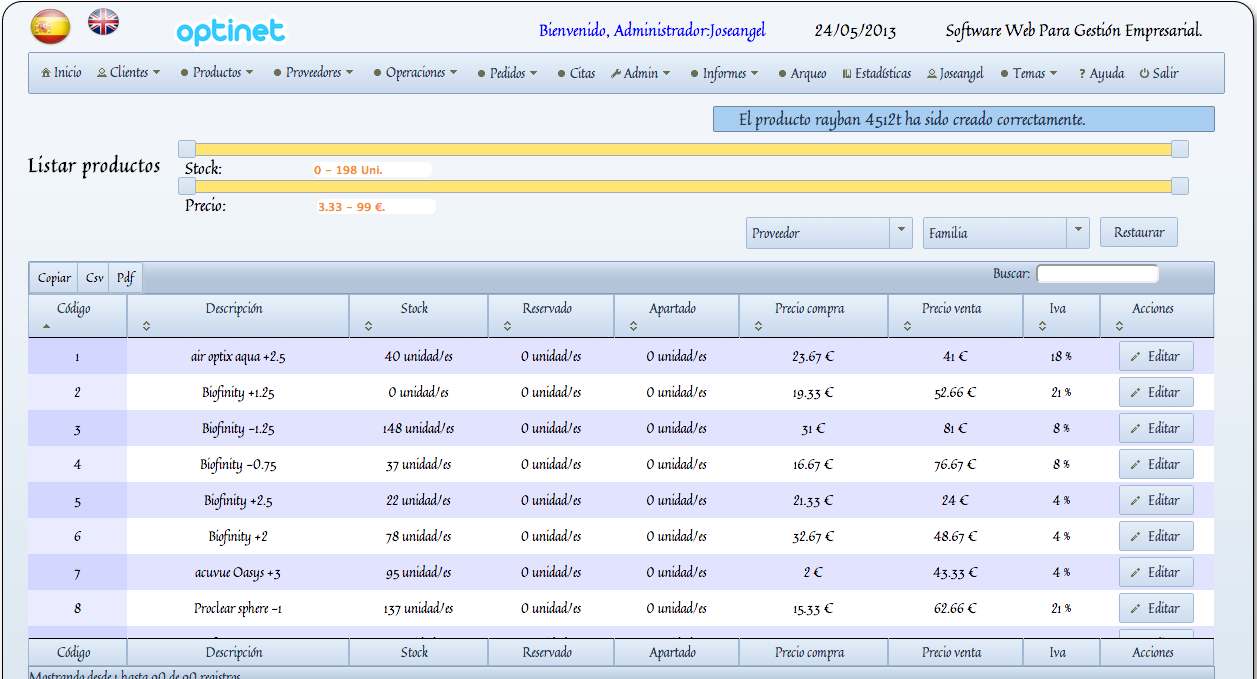 optinet
Bienvenido, Administrador:Joseangel 24/05/2013 Software Web Para Gestión Empresarial.
Inicio Clientes Productos Proveedores Operaciones Pedidos Citas Admin Informes Arqueo Estadísticas Joseangel Temas ? Ayuda Salir
El producto rayban 4512t ha sido creado correctamente.
Listar productos
Stock: 0 – 198 Uni.
Precio: 3.33 – 99 €.
Proveedor Familia Restaurar
Copiar Csv Pdf Buscar:
Código Descripción Stock Reservado Apartado Precio compra Precio venta Iva Acciones
1 air optix aqua +2.5 40 unidad/es 0 unidad/es 0 unidad/es 23.67 € 41 € 18 % Editar
2 Biofinity +1.25 0 unidad/es 0 unidad/es 0 unidad/es 19.33 € 52.66 € 21 % Editar
3 Biofinity -1.25 148 unidad/es 0 unidad/es 0 unidad/es 31 € 81 € 8 % Editar
4 Biofinity -0.75 37 unidad/es 0 unidad/es 0 unidad/es 16.67 € 76.67 € 8 % Editar
5 Biofinity +2.5 22 unidad/es 0 unidad/es 0 unidad/es 21.33 € 24 € 4 % Editar
6 Biofinity +2 78 unidad/es 0 unidad/es 0 unidad/es 32.67 € 48.67 € 4 % Editar
7 acuvue Oasys +3 95 unidad/es 0 unidad/es 0 unidad/es 2 € 43.33 € 4 % Editar
8 Proclear sphere -1 137 unidad/es 0 unidad/es 0 unidad/es 15.33 € 62.66 € 21 % Editar
Código Descripción Stock Reservado Apartado Precio compra Precio venta Iva Acciones
Mostrando desde 1 hasta 90 de 90 registros